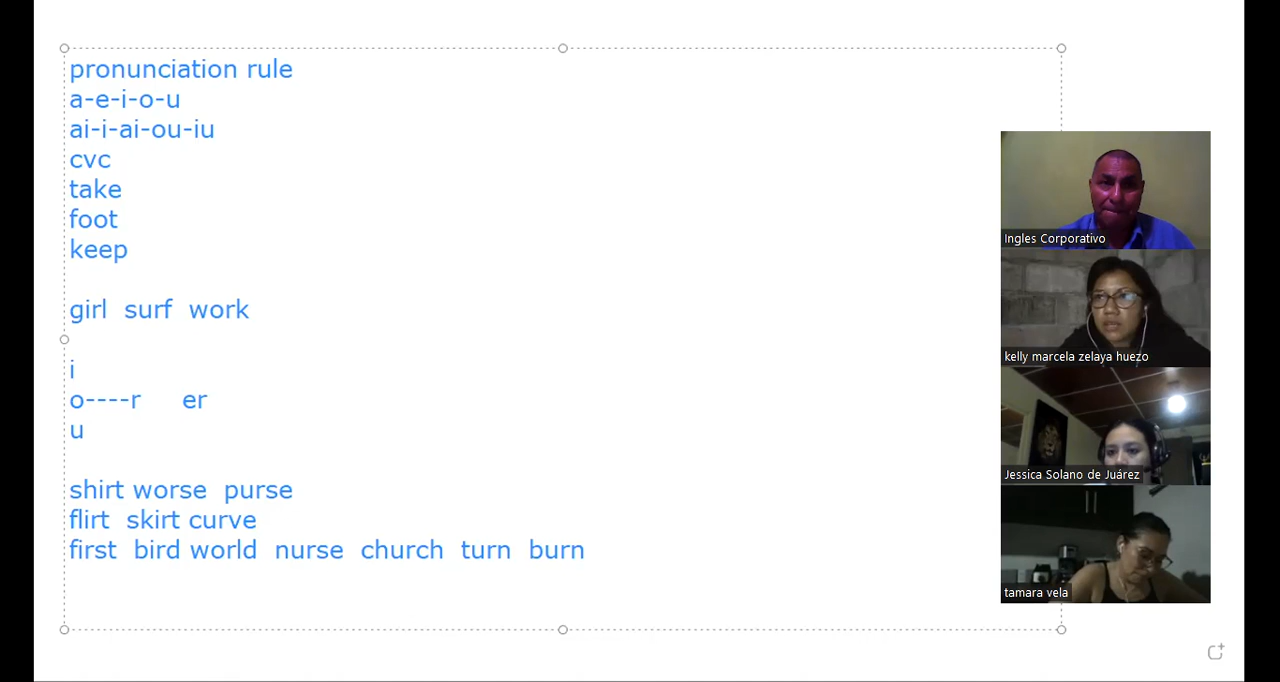 pronunciation rule
a-e-i-o-u
ai-i-ai-ou-iu
cvc
take
foot
keep
girl surf work
i
o----r er
u
shirt worse purse
flirt skirt curve
first bird world nurse church turn burn
Ingles Corporativo
kelly marcela zelaya huezo
Jessica Solano de Juárez
tamara vela